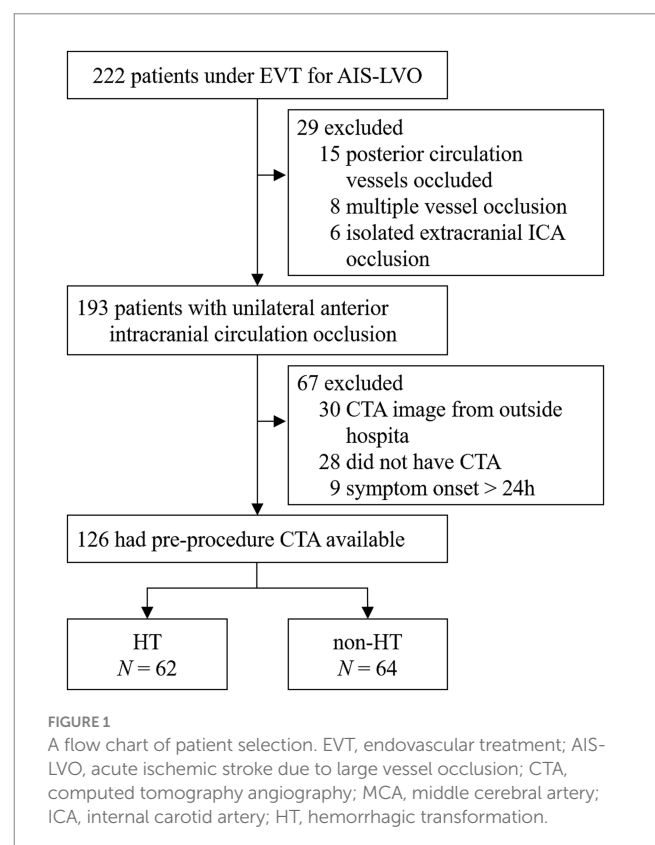 222 patients under EVT for AIS-LVO
29 excluded
15 posterior circulation
vessels occluded
8 multiple vessel occlusion
6 isolated extracranial ICA
occlusion
193 patients with unilateral anterior
intracranial circulation occlusion
67 excluded
30 CTA image from outside
hospita
28 did not have CTA
9 symptom onset > 24h
126 had pre-procedure CTA available
HT
N = 62
non-HT
N = 64
FIGURE 1
A flow chart of patient selection. EVT, endovascular treatment; AIS-
LVO, acute ischemic stroke due to large vessel occlusion; CTA,
computed tomography angiography; MCA, middle cerebral artery;
ICA, internal carotid artery; HT, hemorrhagic transformation.